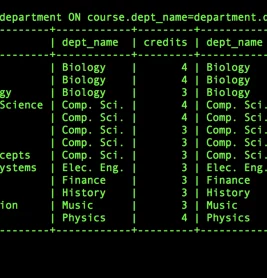 department ON course.dept_name=department.d
--------+------------+---------+------------
| dept_name | credits | dept_name
--------+------------+---------+------------
| Biology | 4 | Biology
| Biology | 4 | Biology
gy | Biology | 3 | Biology
Science | Comp. Sci. | 4 | Comp. Sci.
| Comp. Sci. | 4 | Comp. Sci.
| Comp. Sci. | 3 | Comp. Sci.
| Comp. Sci. | 3 | Comp. Sci.
cepts | Comp. Sci. | 3 | Comp. Sci.
ystems | Elec. Eng. | 3 | Elec. Eng
| Finance | 3 | Finance
| History | 3 | History
ion | Music | 3 | Music
| Physics | 4 | Physics
--------+------------+---------+------------